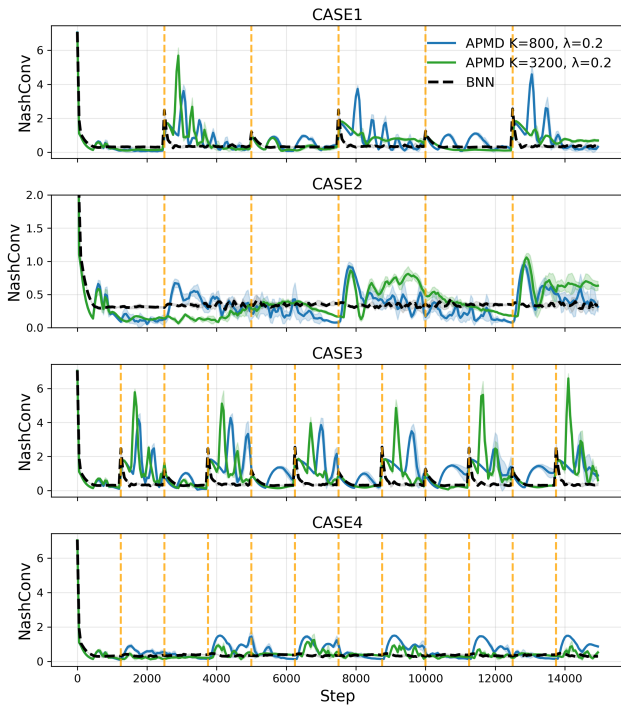 CASE1
NashConv
6
4
2
0
APMD K=800, λ=0.2
APMD K=3200, λ=0.2
BNN
CASE2
NashConv
2.0
1.5
1.0
0.5
0.0
CASE3
NashConv
6
4
2
0
CASE4
NashConv
6
4
2
0
0 2000 4000 6000 8000 10000 12000 14000
Step